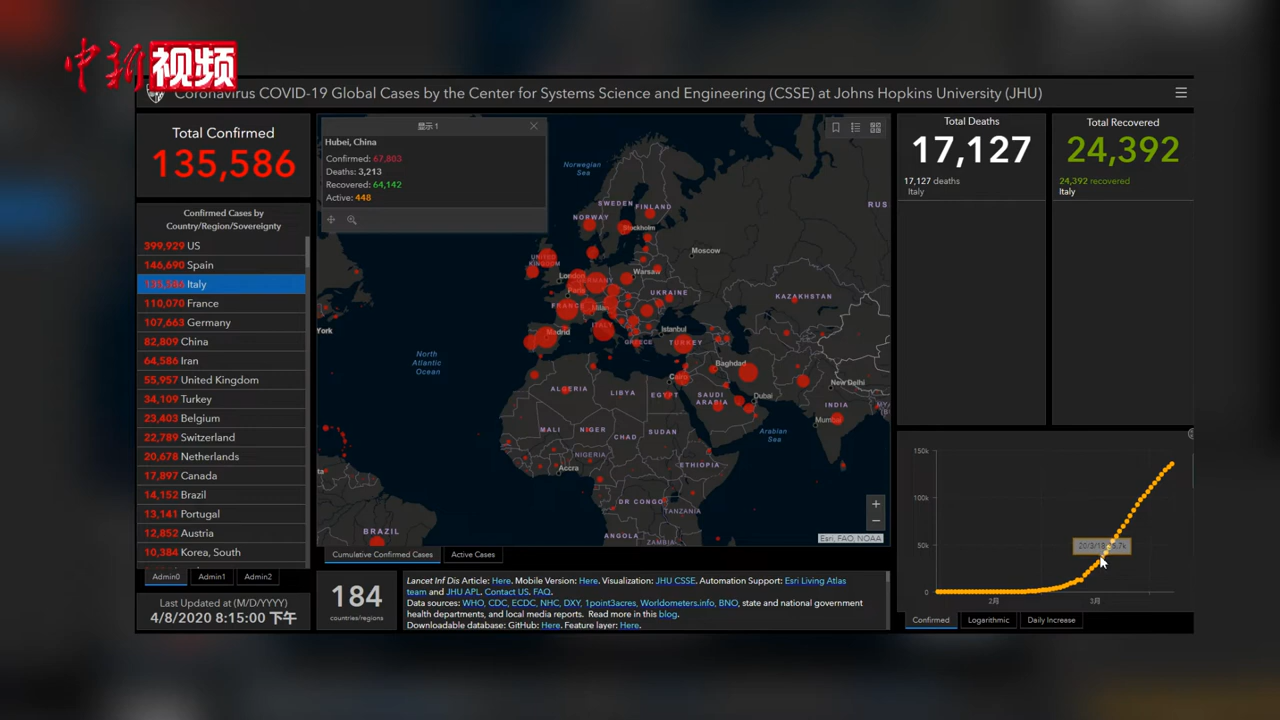 中新视频
Coronavirus COVID-19 Global Cases by the Center for Systems Science and Engineering (CSSE) at Johns Hopkins University (JHU)
Total Confirmed
135,586
Confirmed Cases by
Country/Region/Sovereignty
399,929 US
146,690 Spain
135,586 Italy
110,070 France
107,663 Germany
82,809 China
64,586 Iran
55,957 United Kingdom
34,109 Turkey
23,403 Belgium
22,789 Switzerland
20,678 Netherlands
17,897 Canada
14,152 Brazil
13,141 Portugal
12,852 Austria
10,384 Korea, South
Admin0
Admin1
Admin2
Last Updated at (M/D/YYYY)
4/8/2020 8:15:00 下午
显示 1
Hubei, China
Confirmed: 67,803
Deaths: 3,213
Recovered: 64,142
Active: 448
Norwegian
Sea
SWEDEN
FINLAND
NORWAY
RUS
Stockholm
Moscow
UNITED
KINGDOM
London
Warsaw
GERMANY
Paris
UKRAINE
KAZAKHSTAN
FRANCE
Milan
York
Madrid
ITALY
Istanbul
GREECE
TURKEY
North
Atlantic
Ocean
Baghdad
Cairo
New Delhi
ALGERIA
LIBYA
EGYPT
SAUDI
ARABIA
Dubai
INDIA
Mumbai
MALI
NIGER
CHAD
SUDAN
Arabian
Sea
NIGERIA
Accra
ETHIOPIA
DR CONGO
TANZANIA
BRAZIL
ANGOLA
ZAMBIA
Esri, FAO, NOAA
Cumulative Confirmed Cases
Active Cases
184
countries/regions
Lancet Inf Dis Article: Here. Mobile Version: Here. Visualization: JHU CSSE. Automation Support: Esri Living Atlas
team and JHU APL. Contact US. FAQ.
Data sources: WHO, CDC, ECDC, NHC, DXY, 1point3acres, Worldometers.info, BNO, state and national government
health departments, and local media reports. Read more in this blog.
Downloadable database: GitHub: Here. Feature layer: Here.
Total Deaths
17,127
17,127 deaths
Italy
Total Recovered
24,392
24,392 recovered
Italy
150k
100k
50k
0
2月
3月
Confirmed
Logarithmic
Daily Increase